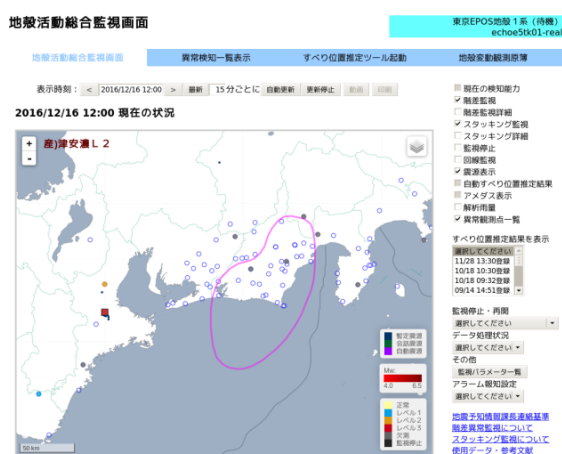 地殻活動総合監視画面
東京EPOS地殻1系（待機）
echoe5tk01-real
地殻活動総合監視画面
異常検知一覧表示
すべり位置推定ツール起動
地殻変動観測原簿
表示時刻： < 2016/12/16 12:00 > 最新 15分ごとに 自動更新 更新停止 動画 印刷
2016/12/16 12:00 現在の状況
+
-
産)津安濃Ｌ２
暫定震源
会話震源
自動震源
Mw:
4.0 6.5
正常
レベル1
レベル2
レベル3
欠測
監視停止
50 km
現在の検知能力
階差監視
階差監視詳細
スタッキング監視
スタッキング詳細
監視停止
回線監視
震源表示
自動すべり位置推定結果
アメダス表示
解析雨量
異常観測点一覧
すべり位置推定結果を表示
選択してください
11/28 13:30登録
10/18 10:30登録
10/18 09:32登録
09/14 14:51登録
監視停止・再開
選択してください
データ処理状況
選択してください
その他
監視パラメータ一覧
アラーム報知設定
選択してください
地震予知情報課長連絡基準
階差異常監視について
スタッキング監視について
使用データ・参考文献